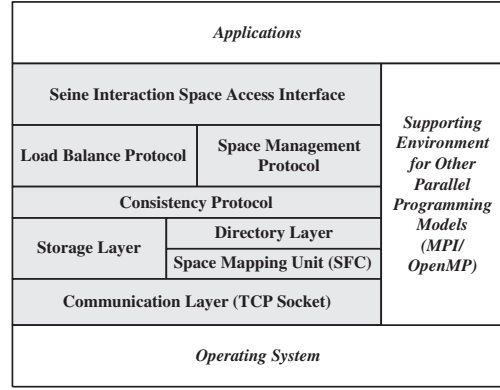 Applications
Seine Interaction Space Access Interface
Load Balance Protocol
Space Management
Protocol
Consistency Protocol
Storage Layer
Directory Layer
Space Mapping Unit (SFC)
Communication Layer (TCP Socket)
Supporting
Environment
for Other
Parallel
Programming
Models
(MPI/
OpenMP)
Operating System